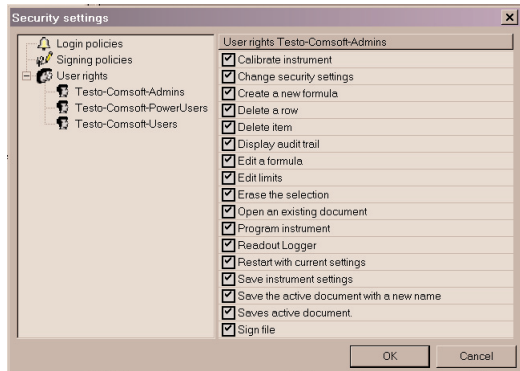 Security settings
Login policies
Signing policies
User rights
Testo-Comsoft-Admins
Testo-Comsoft-PowerUsers
Testo-Comsoft-Users
User rights Testo-Comsoft-Admins
Calibrate instrument
Change security settings
Create a new formula
Delete a row
Delete item
Display audit trail
Edit a formula
Edit limits
Erase the selection
Open an existing document
Program instrument
Readout Logger
Restart with current settings
Save instrument settings
Save the active document with a new name
Saves active document.
Sign file
OK
Cancel